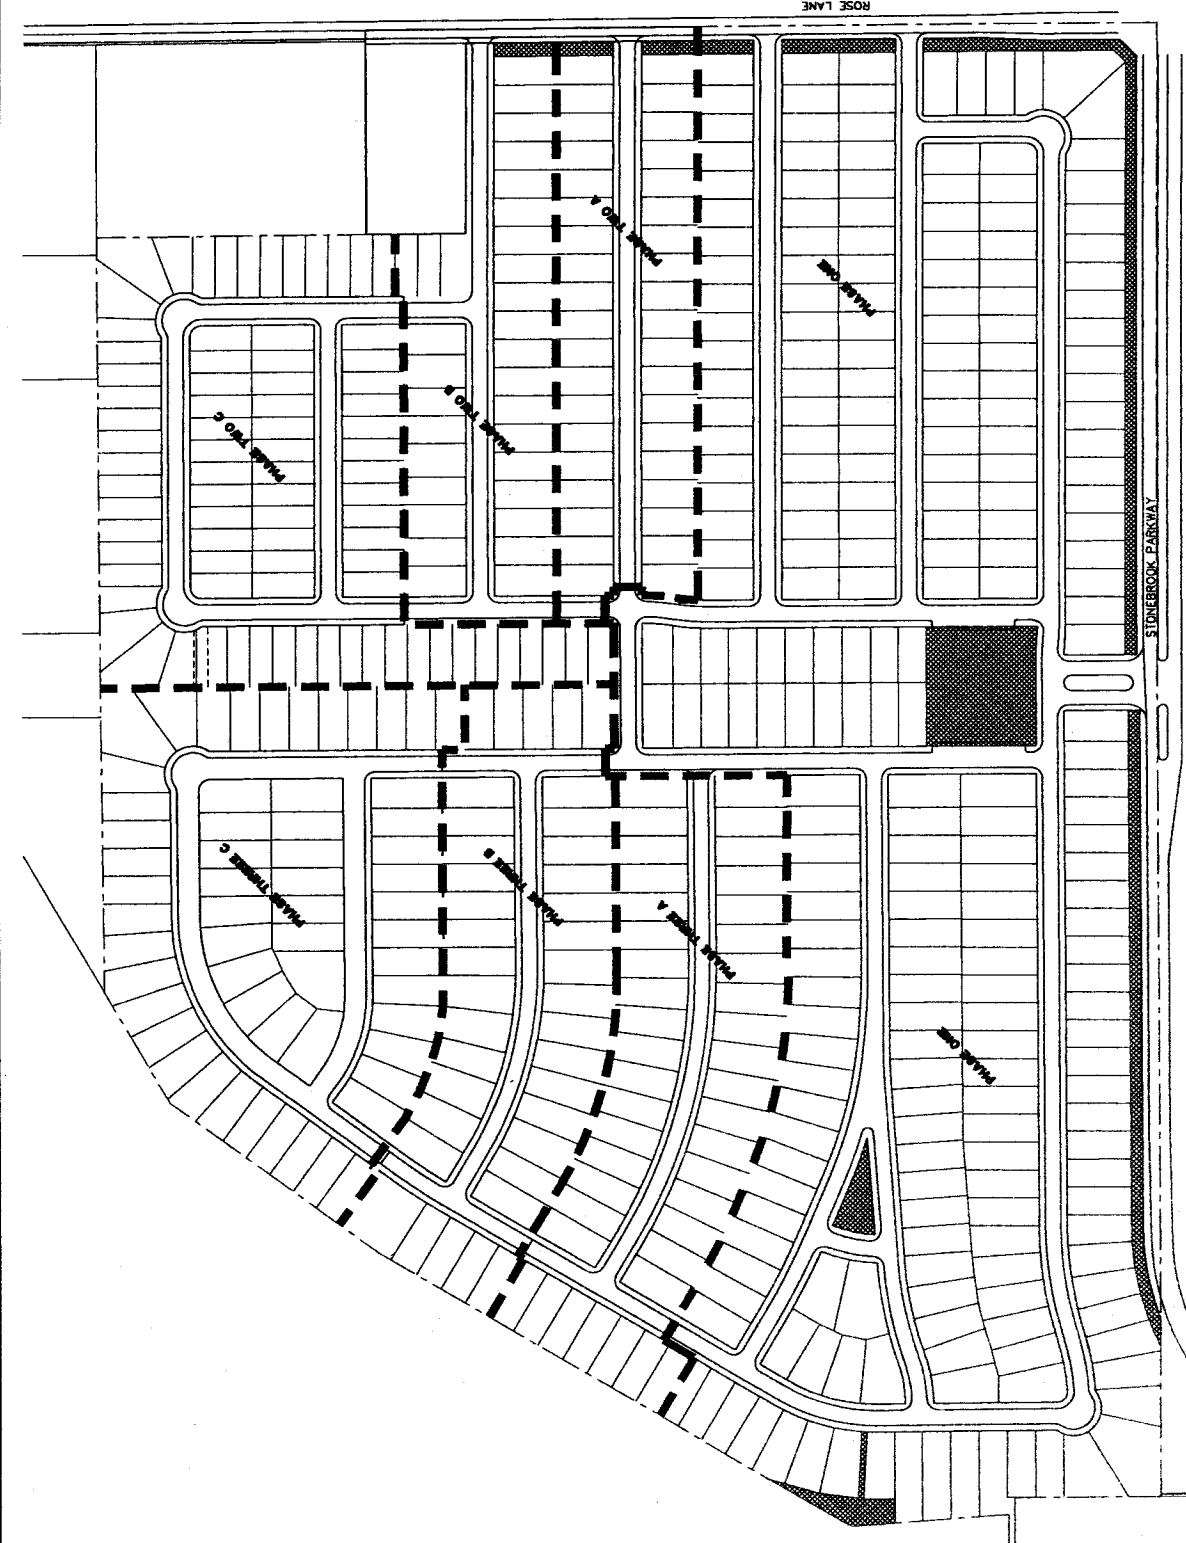 ROSE LANE
PHASE TWO A
PHASE ONE
PHASE TWO B
PHASE TWO C
STONEBROOK PARKWAY
PHASE THREE C
PHASE THREE B
PHASE THREE A
PHASE ONE